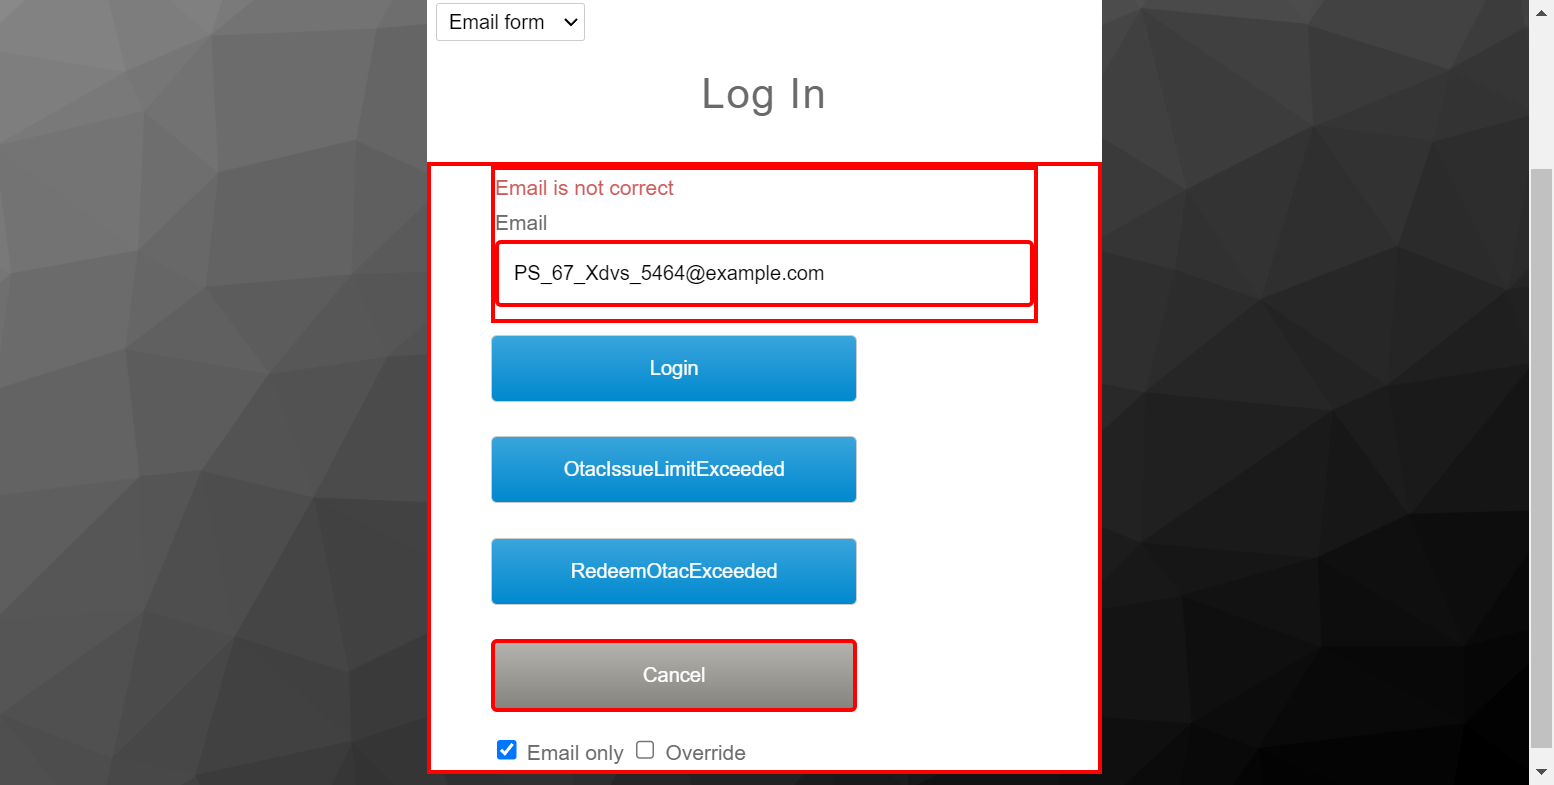 Email form
Log In
Email is not correct
Email
PS_67_Xdvs_5464@example.com
Login
OtacIssueLimitExceeded
RedeemOtacExceeded
Cancel
Email only Override